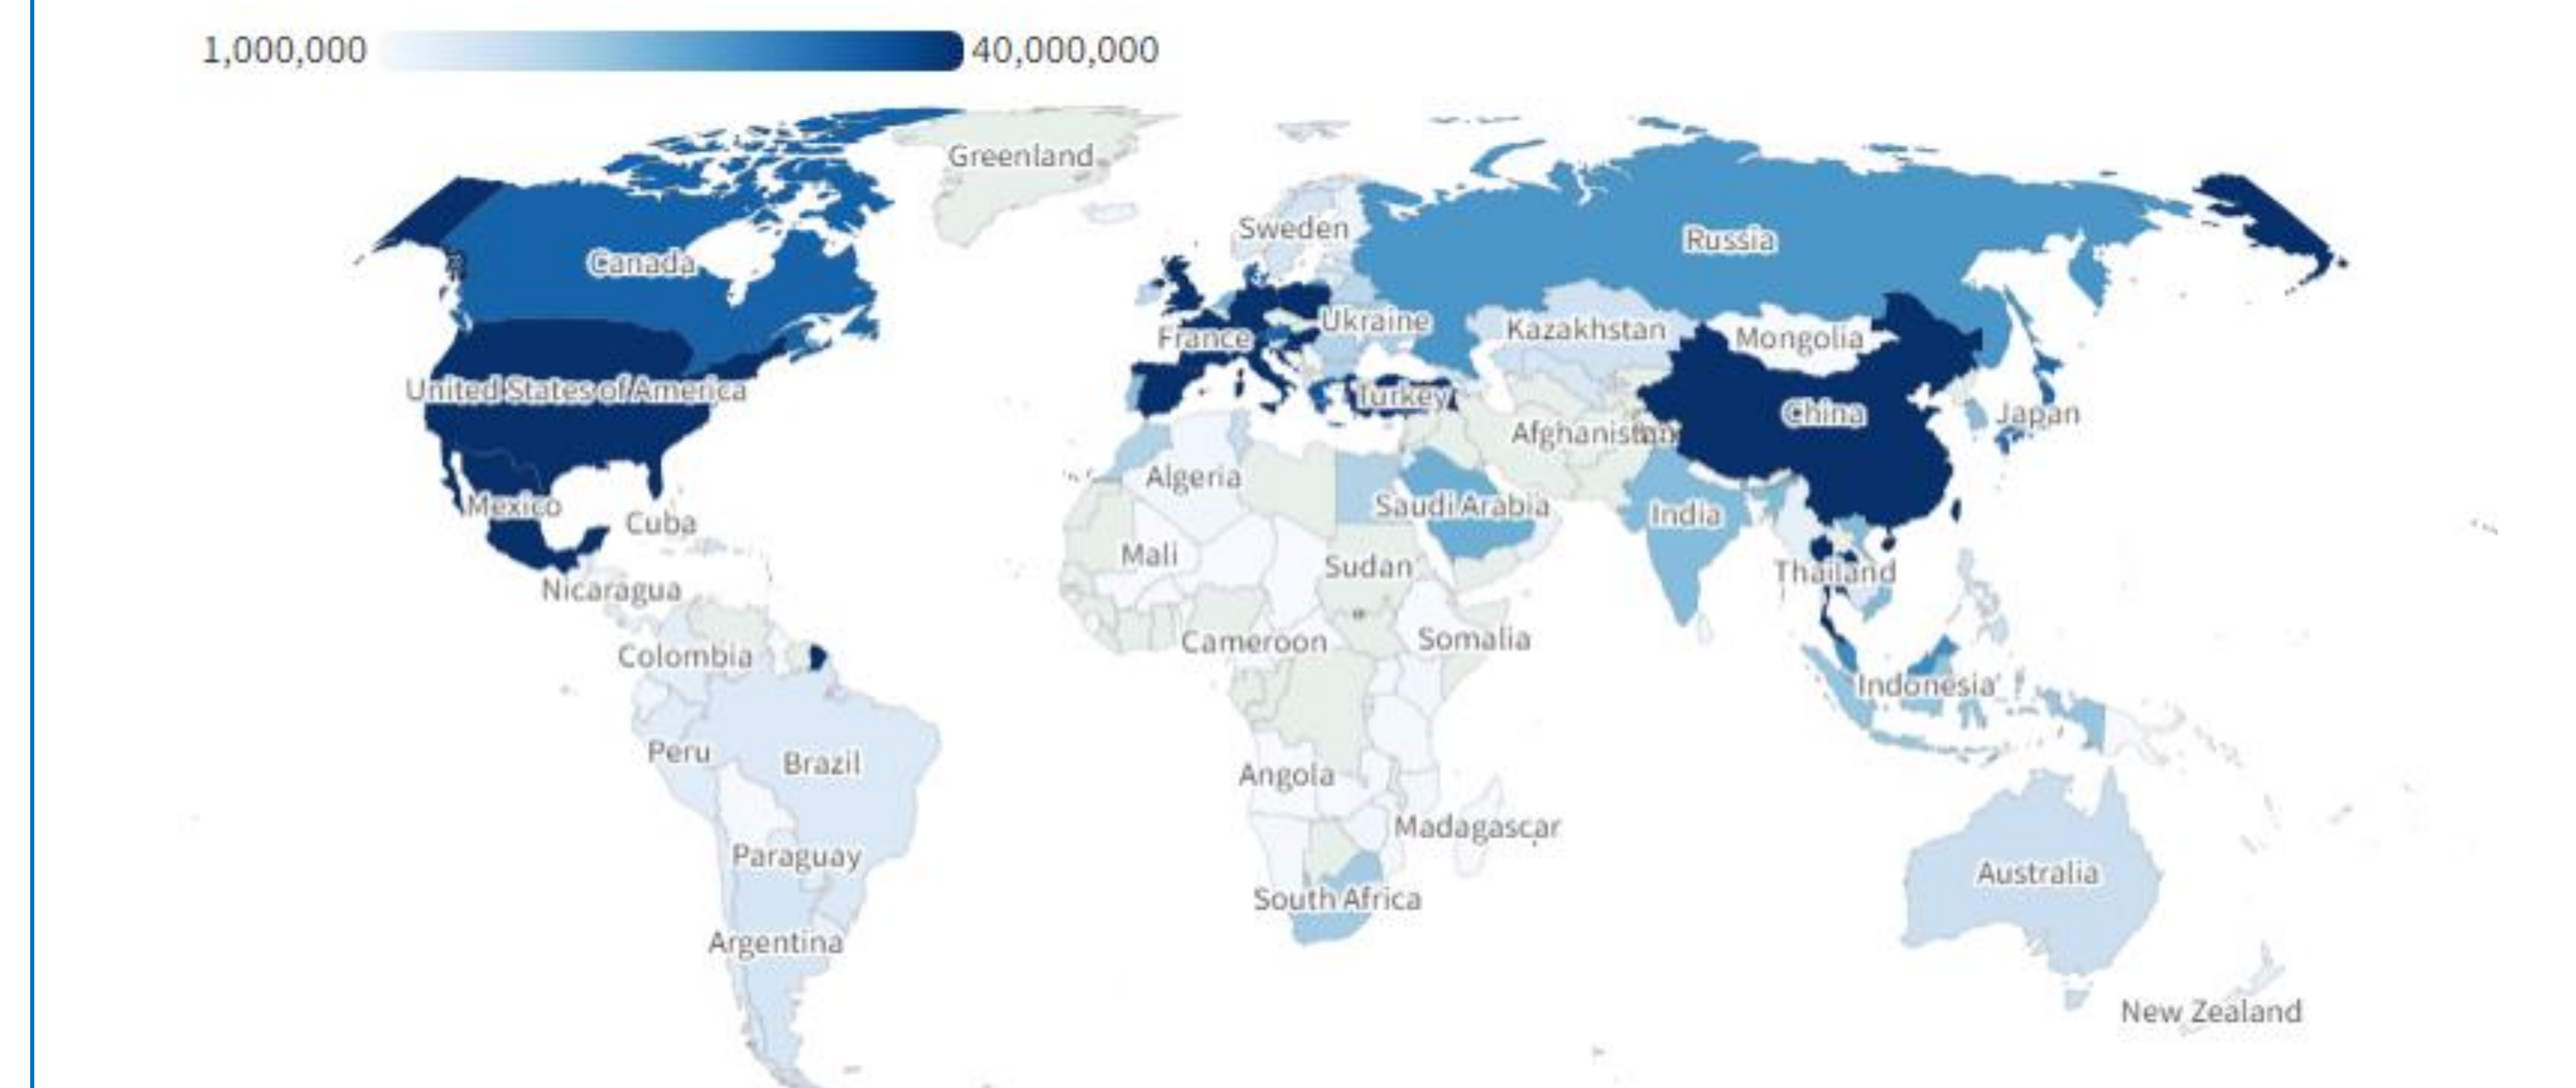 1,000,000 40,000,000
Greenland
Sweden
Russia
Canada
France Ukraine Kazakhstan Mongolia
United States of America Turkey China Japan
Afghanistan
Algeria
Mexico Cuba Saudi Arabia India
Mali Sudan Thailand
Nicaragua
Colombia Cameroon Somalia
Indonesia
Peru Brazil Angola
Madagascar
Paraguay Australia
South Africa
Argentina
New Zealand